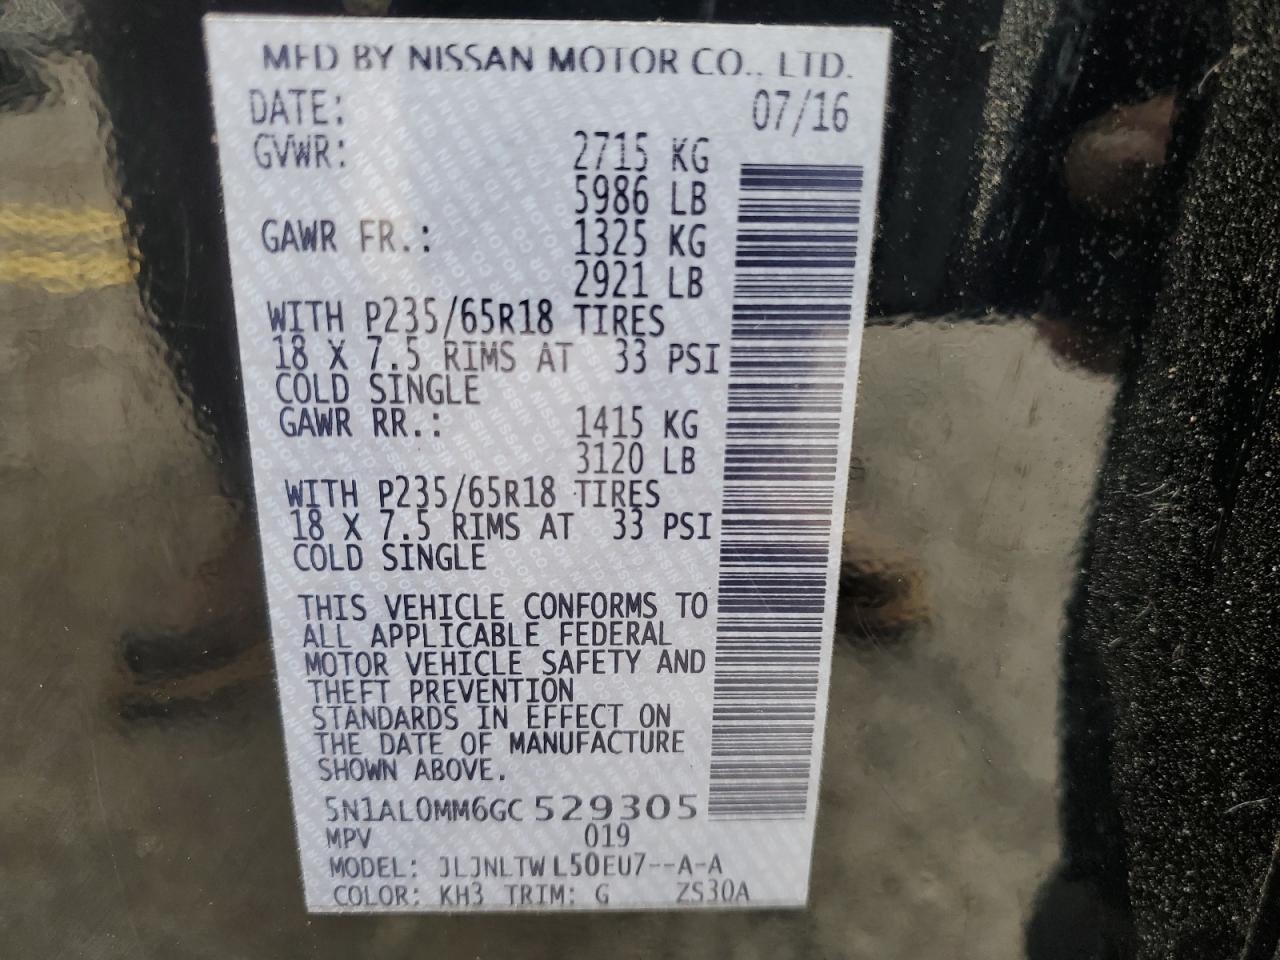 MFD BY NISSAN MOTOR CO., LTD.
DATE: 07/16
GVWR: 2715 KG
5986 LB
GAWR FR.: 1325 KG
2921 LB
WITH P235/65R18 TIRES
18 X 7.5 RIMS AT 33 PSI
COLD SINGLE
GAWR RR.: 1415 KG
3120 LB
WITH P235/65R18 TIRES
18 X 7.5 RIMS AT 33 PSI
COLD SINGLE
THIS VEHICLE CONFORMS TO
ALL APPLICABLE FEDERAL
MOTOR VEHICLE SAFETY AND
THEFT PREVENTION
STANDARDS IN EFFECT ON
THE DATE OF MANUFACTURE
SHOWN ABOVE.
5N1AL0MM6GC 529305
MPV 019
MODEL: JLJNLTW L50EU7--A-A
COLOR: KH3 TRIM: G ZS30A